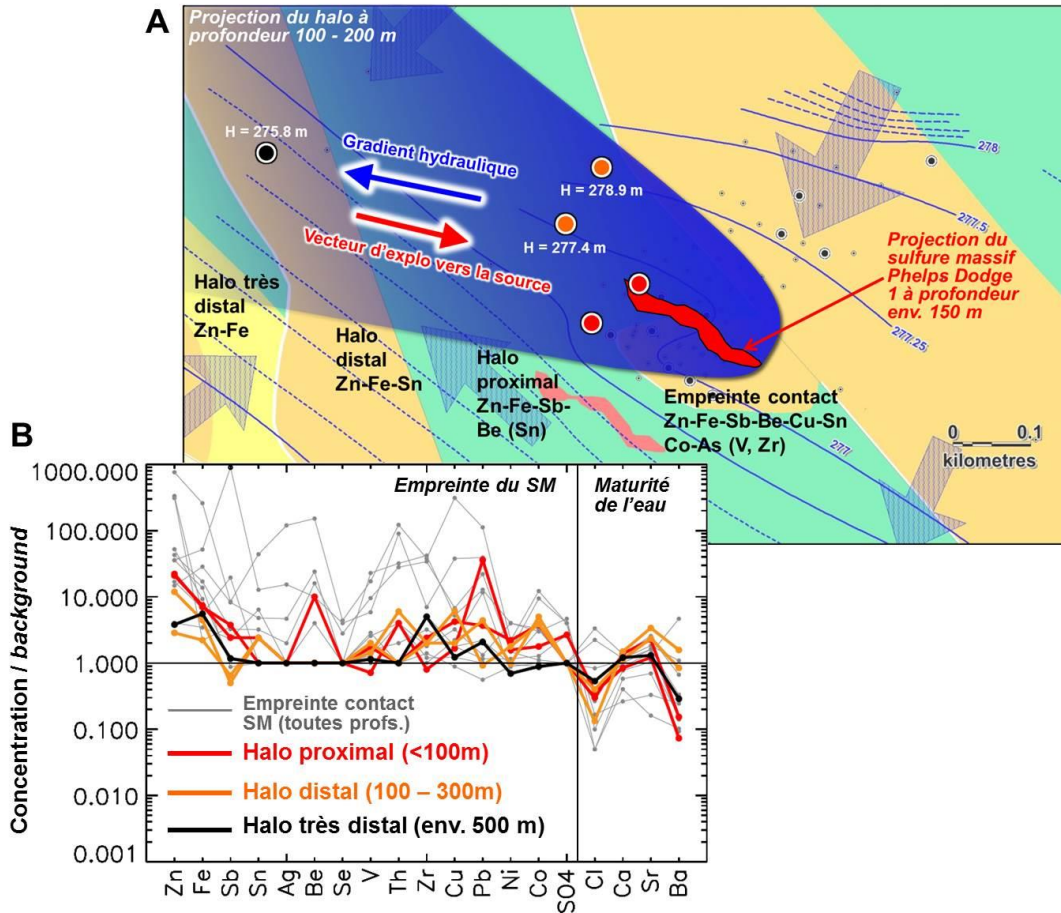 A
Projection du halo à
profondeur 100 - 200 m
H = 275.8 m
Gradient hydraulique
Vecteur d'explo vers la source
H = 278.9 m
H = 277.4 m
278
277.5
277.25
277
Projection du
sulfure massif
Phelps Dodge
1 à profondeur
env. 150 m
Halo très
distal
Zn-Fe
Halo
distal
Zn-Fe-Sn
Halo
proximal
Zn-Fe-Sb-
Be (Sn)
Empreinte contact
Zn-Fe-Sb-Be-Cu-Sn
Co-As (V, Zr)
0 0.1
kilometres
B
Concentration / background
1000.000
100.000
10.000
1.000
0.100
0.010
0.001
Empreinte du SM
Maturité
de l'eau
Empreinte contact
SM (toutes profs.)
Halo proximal (<100m)
Halo distal (100 – 300m)
Halo très distal (env. 500 m)
Zn Fe Sb Sn Ag Be Se V Th Zr Cu Pb Ni Co SO4 Cl Ca Sr Ba